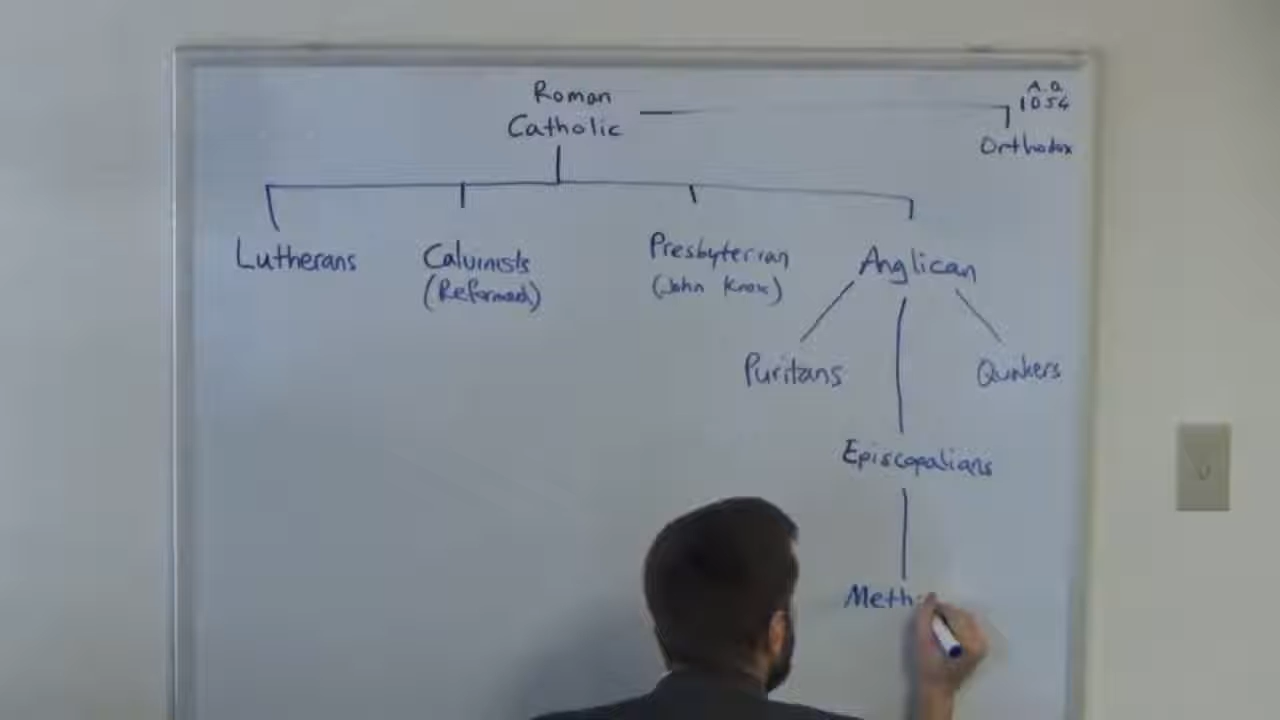 Roman
Catholic
A.D.
1054
Orthodox
Lutherans
Calvinists
(Reformed)
Presbyterian
(John Knox)
Anglican
Puritans
Quakers
Episcopalians
Meth